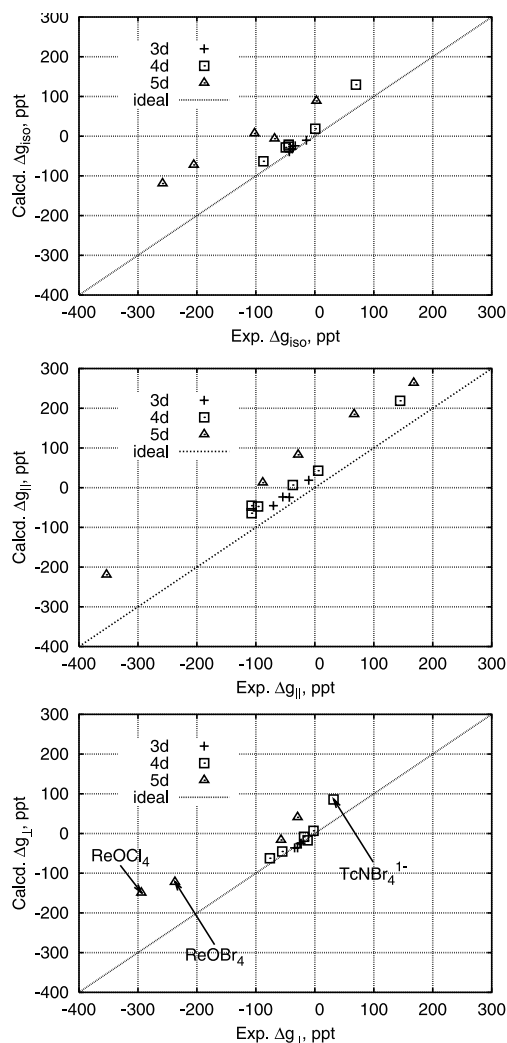 300
200
100
0
-100
-200
-300
-400
3d
4d
5d
ideal
Calcd. Δg_iso, ppt
-400 -300 -200 -100 0 100 200 300
Exp. Δg_iso, ppt
300
200
100
0
-100
-200
-300
-400
3d
4d
5d
ideal
Calcd. Δg_||, ppt
-400 -300 -200 -100 0 100 200 300
Exp. Δg_||, ppt
300
200
100
0
-100
-200
-300
-400
3d
4d
5d
ideal
Calcd. Δg_⊥, ppt
ReOCl₄
ReOBr₄
TcNBr₄¹⁻
-400 -300 -200 -100 0 100 200 300
Exp. Δg_⊥, ppt